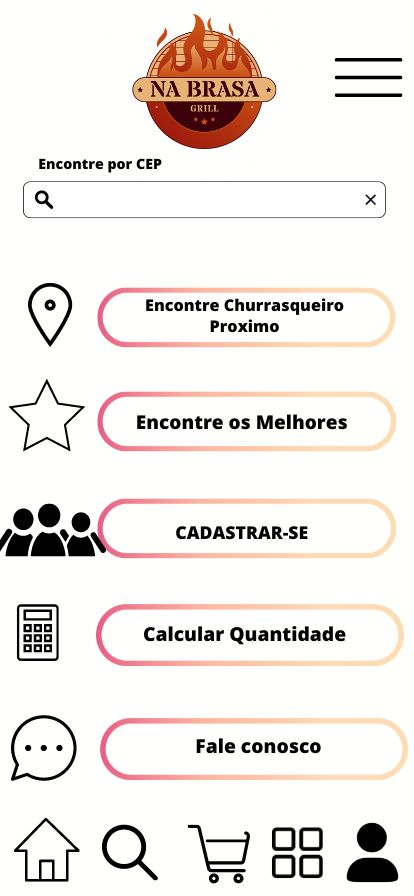 NA BRASA
GRILL
Encontre por CEP
Encontre Churrasqueiro
Proximo
Encontre os Melhores
CADASTRAR-SE
Calcular Quantidade
Fale conosco